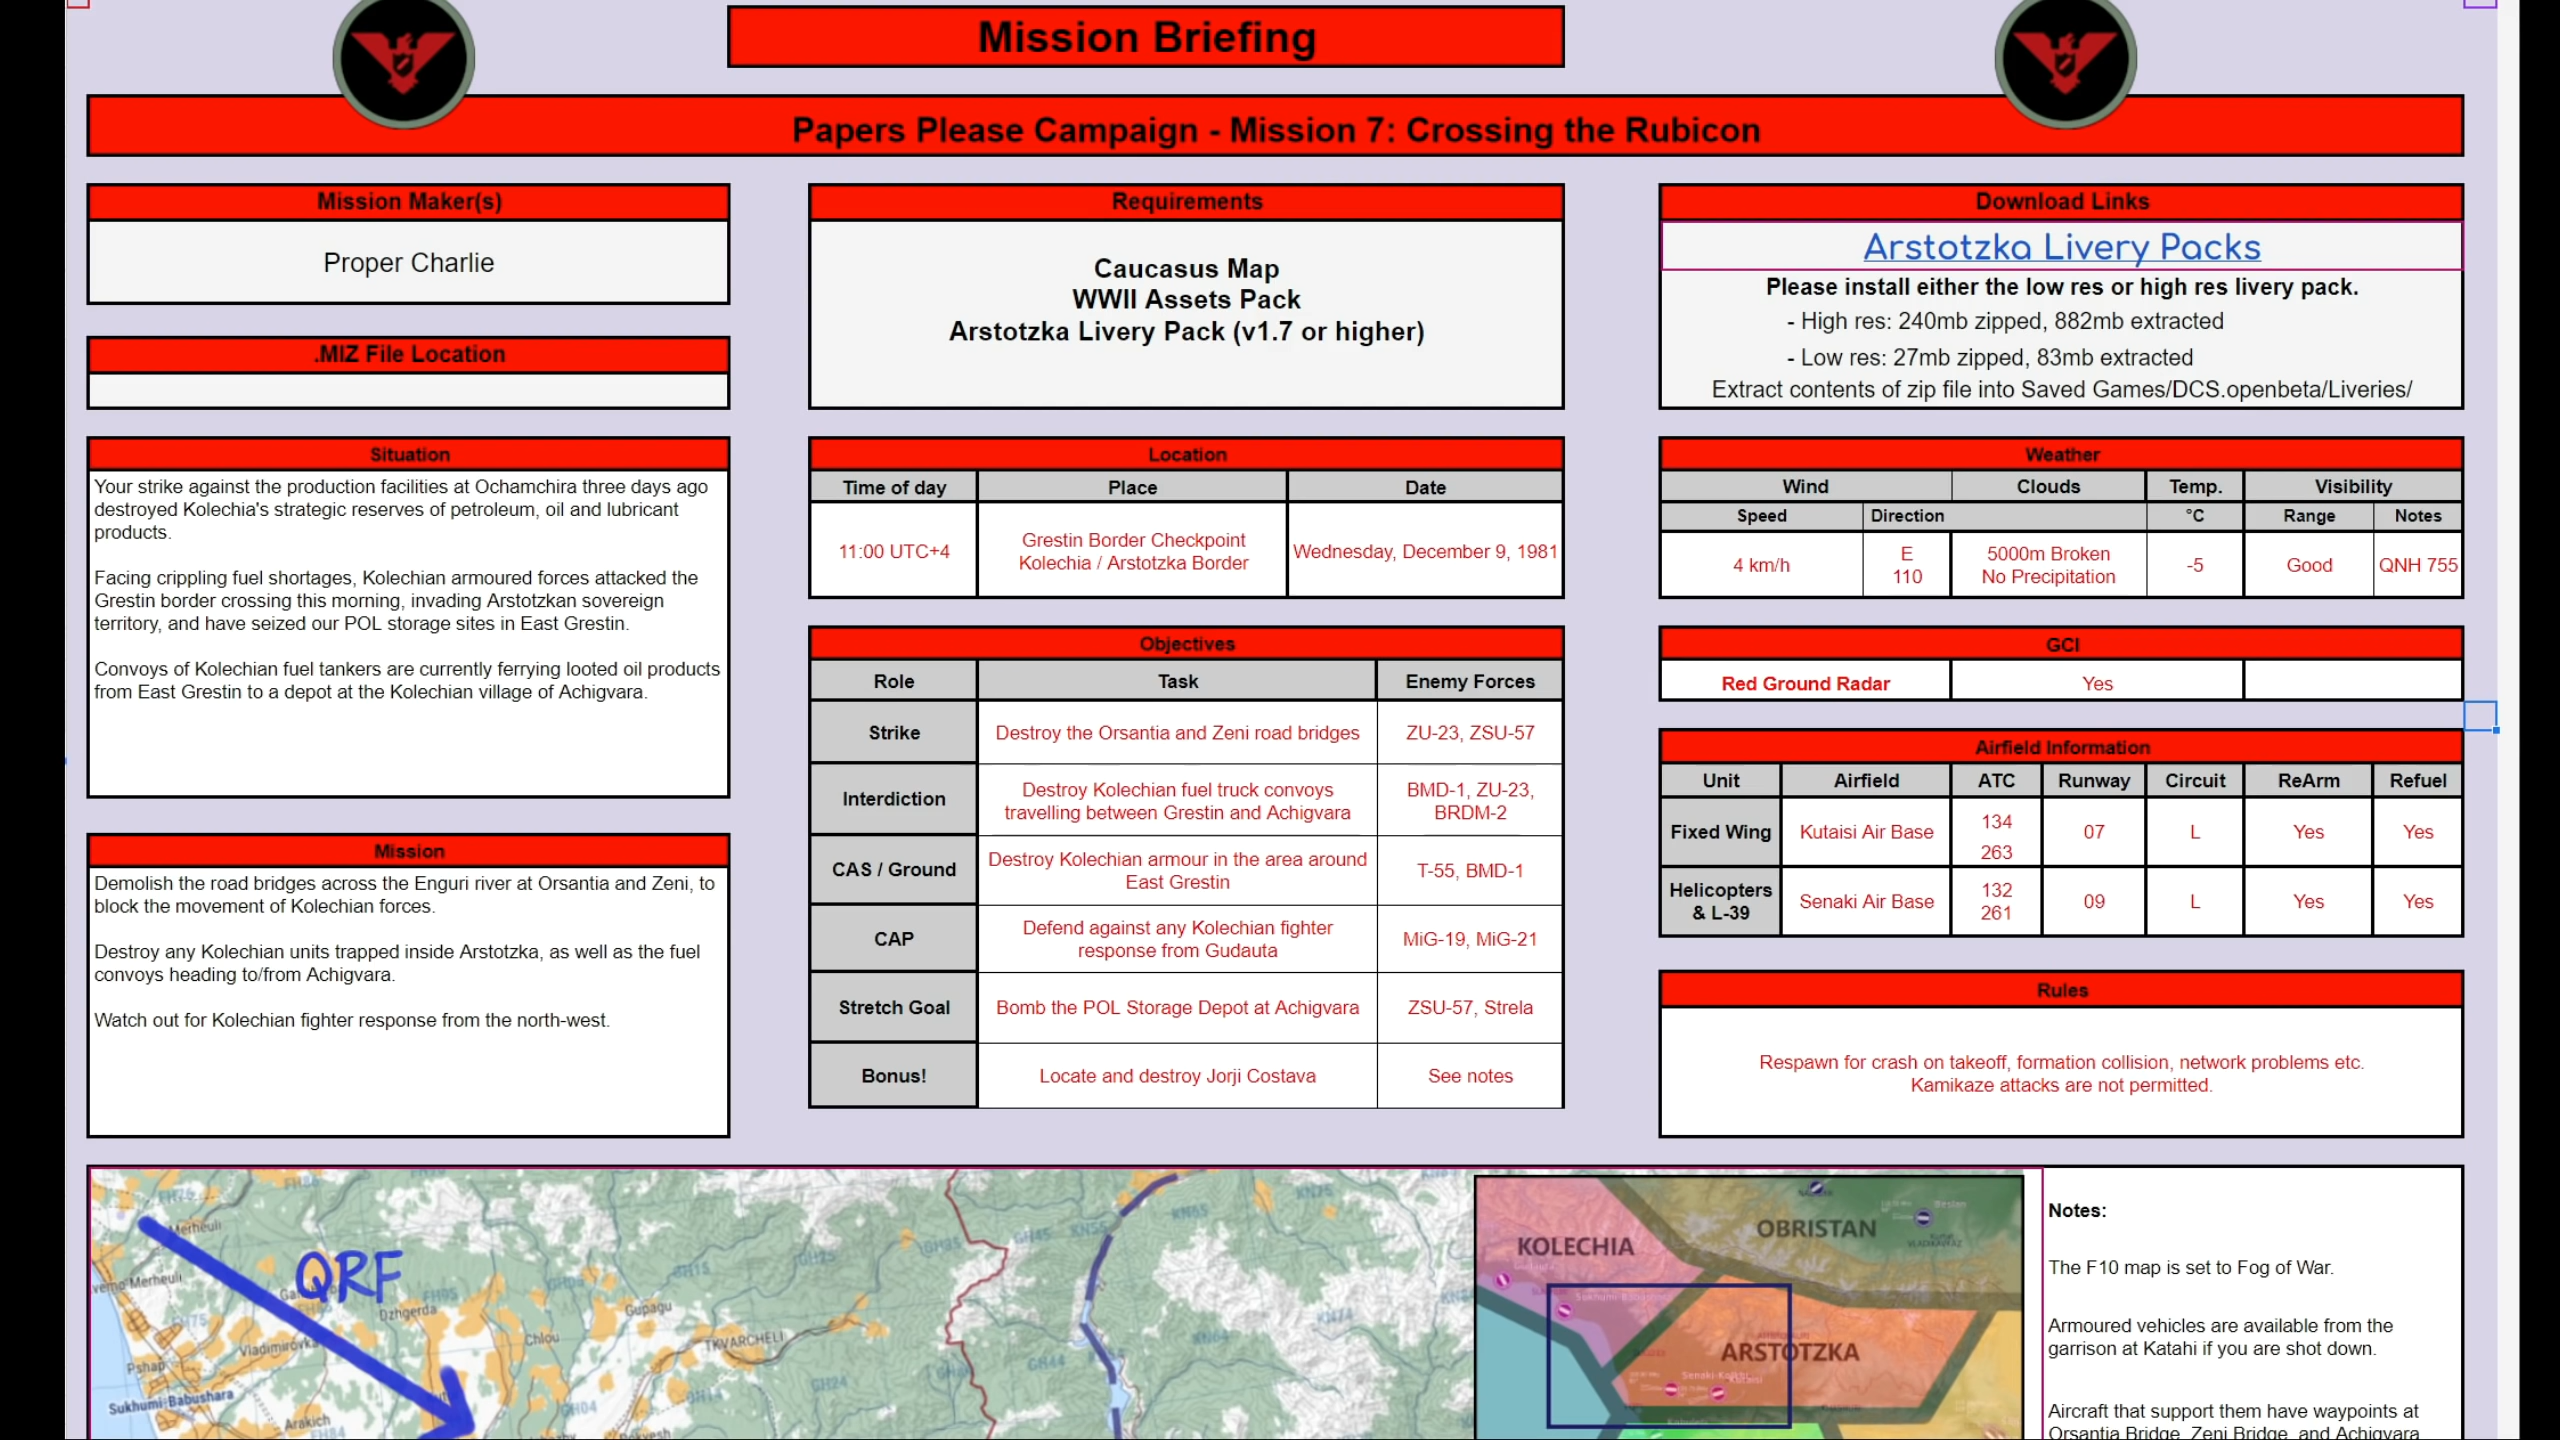 Mission Briefing
Papers Please Campaign - Mission 7: Crossing the Rubicon
Mission Maker(s)
Proper Charlie
.MIZ File Location
Requirements
Caucasus Map
WWII Assets Pack
Arstotzka Livery Pack (v1.7 or higher)
Download Links
Arstotzka Livery Packs
Please install either the low res or high res livery pack.
- High res: 240mb zipped, 882mb extracted
- Low res: 27mb zipped, 83mb extracted
Extract contents of zip file into Saved Games/DCS.openbeta/Liveries/
Situation
Your strike against the production facilities at Ochamchira three days ago
destroyed Kolechia's strategic reserves of petroleum, oil and lubricant
products.
Facing crippling fuel shortages, Kolechian armoured forces attacked the
Grestin border crossing this morning, invading Arstotzkan sovereign
territory, and have seized our POL storage sites in East Grestin.
Convoys of Kolechian fuel tankers are currently ferrying looted oil products
from East Grestin to a depot at the Kolechian village of Achigvara.
Mission
Demolish the road bridges across the Enguri river at Orsantia and Zeni, to
block the movement of Kolechian forces.
Destroy any Kolechian units trapped inside Arstotzka, as well as the fuel
convoys heading to/from Achigvara.
Watch out for Kolechian fighter response from the north-west.
Location
Time of day Place Date
11:00 UTC+4
Grestin Border Checkpoint
Kolechia / Arstotzka Border
Wednesday, December 9, 1981
Objectives
Role Task Enemy Forces
Strike
Destroy the Orsantia and Zeni road bridges
ZU-23, ZSU-57
Interdiction
Destroy Kolechian fuel truck convoys
travelling between Grestin and Achigvara
BMD-1, ZU-23,
BRDM-2
CAS / Ground
Destroy Kolechian armour in the area around
East Grestin
T-55, BMD-1
CAP
Defend against any Kolechian fighter
response from Gudauta
MiG-19, MiG-21
Stretch Goal
Bomb the POL Storage Depot at Achigvara
ZSU-57, Strela
Bonus!
Locate and destroy Jorji Costava
See notes
Weather
Wind Clouds Temp. Visibility
Speed Direction °C Range Notes
4 km/h
E
110
5000m Broken
No Precipitation
-5
Good
QNH 755
GCI
Red Ground Radar Yes
Airfield Information
Unit Airfield ATC Runway Circuit ReArm Refuel
Fixed Wing
Kutaisi Air Base
134
263
07
L
Yes
Yes
Helicopters
& L-39
Senaki Air Base
132
261
09
L
Yes
Yes
Rules
Respawn for crash on takeoff, formation collision, network problems etc.
Kamikaze attacks are not permitted.
QRF
Merheuli
Dzhgerda
Gupagu
Chlou
TKVARCHELI
Vladimirovka
Pshap
Sukhumi-Babushara
Arakich
KOLECHIA
OBRISTAN
ARSTOTZKA
Notes:
The F10 map is set to Fog of War.
Armoured vehicles are available from the
garrison at Katahi if you are shot down.
Aircraft that support them have waypoints at
Orsantia Bridge, Zeni Bridge, and Achigvara